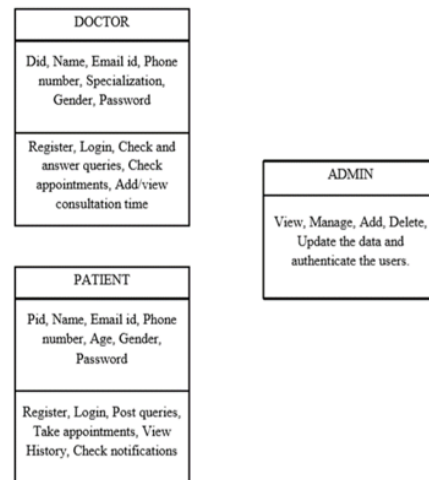 DOCTOR
Did, Name, Email id, Phone
number, Specialization,
Gender, Password
Register, Login, Check and
answer queries, Check
appointments, Add/view
consultation time
PATIENT
Pid, Name, Email id, Phone
number, Age, Gender,
Password
Register, Login, Post queries,
Take appointments, View
History, Check notifications
ADMIN
View, Manage, Add, Delete,
Update the data and
authenticate the users.